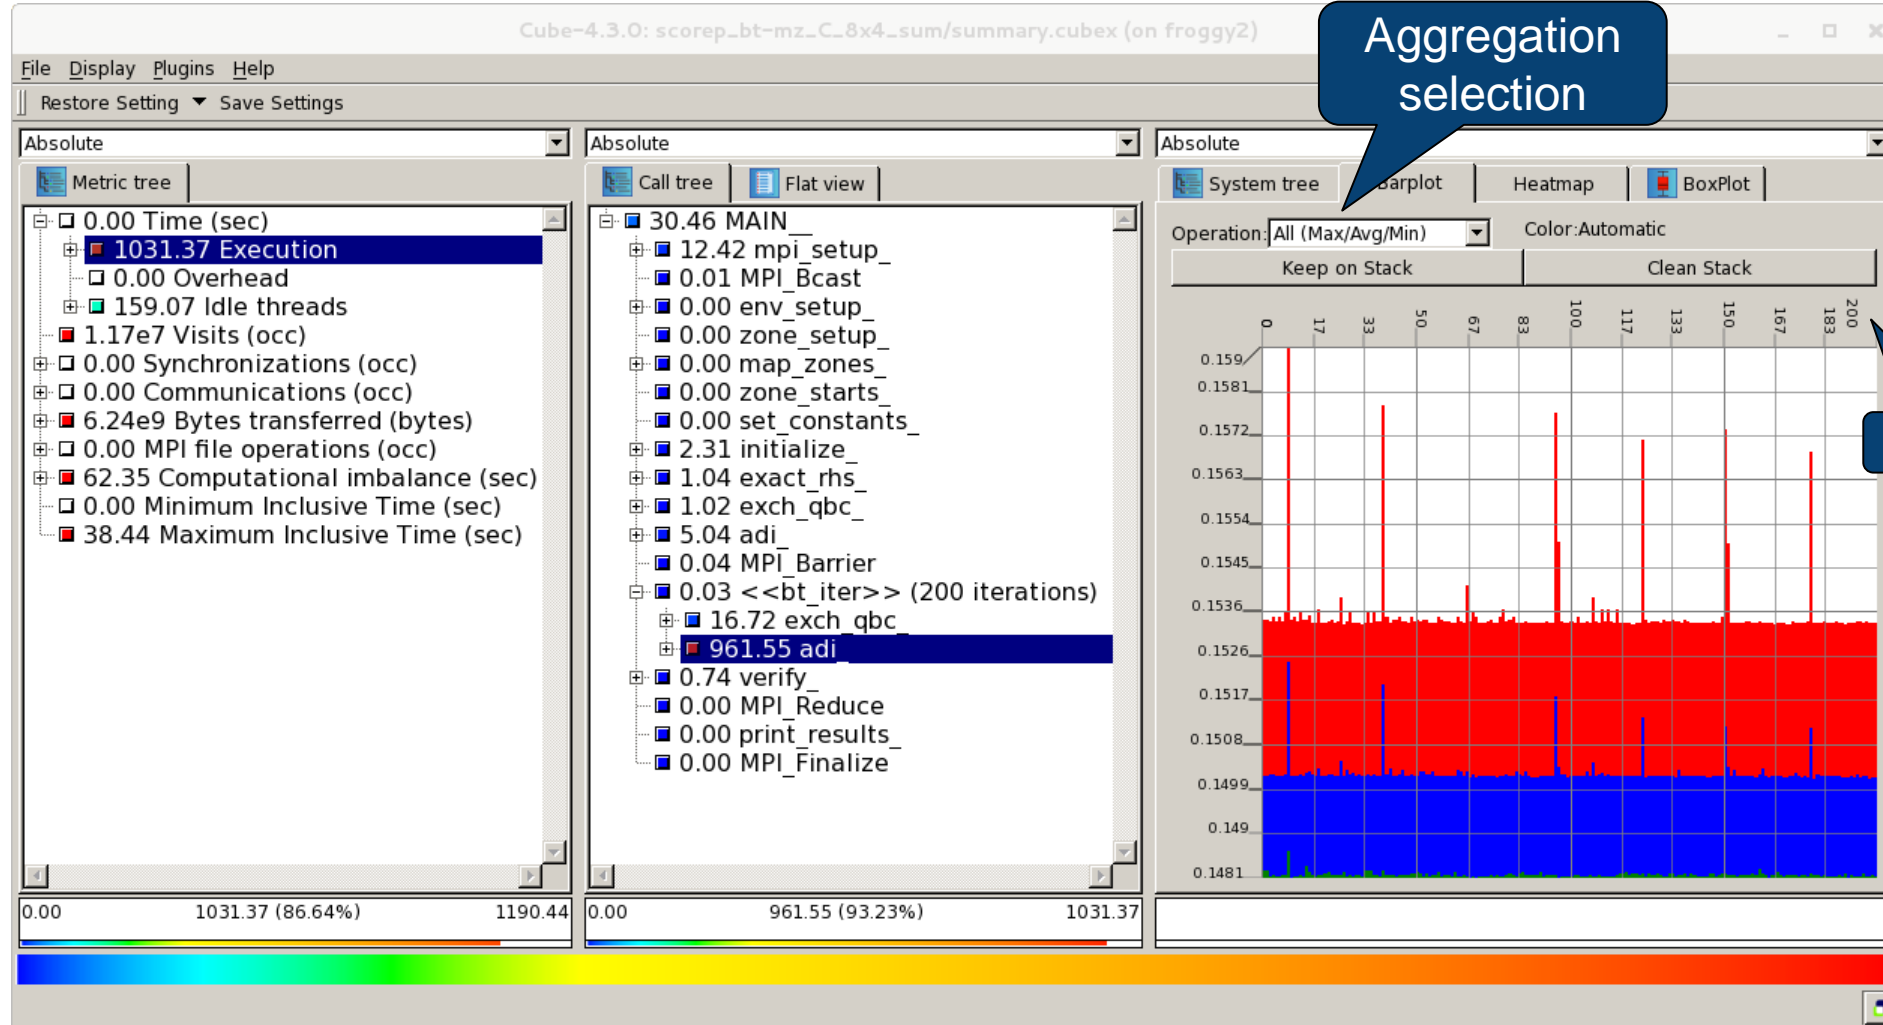 Cube-4.3.0: scorep_bt-mz_C_8x4_sum/summary.cubex (on froggy2)
Aggregation
selection
File Display Plugins Help
Restore Setting Save Settings
Absolute
Metric tree
0.00 Time (sec)
1031.37 Execution
0.00 Overhead
159.07 Idle threads
1.17e7 Visits (occ)
0.00 Synchronizations (occ)
0.00 Communications (occ)
6.24e9 Bytes transferred (bytes)
0.00 MPI file operations (occ)
62.35 Computational imbalance (sec)
0.00 Minimum Inclusive Time (sec)
38.44 Maximum Inclusive Time (sec)
0.00 1031.37 (86.64%) 1190.44
Absolute
Call tree Flat view
30.46 MAIN__
12.42 mpi_setup_
0.01 MPI_Bcast
0.00 env_setup_
0.00 zone_setup_
0.00 map_zones_
0.00 zone_starts_
0.00 set_constants_
2.31 initialize_
1.04 exact_rhs_
1.02 exch_qbc_
5.04 adi_
0.04 MPI_Barrier
0.03 <<bt_iter>> (200 iterations)
16.72 exch_qbc_
961.55 adi_
0.74 verify_
0.00 MPI_Reduce
0.00 print_results_
0.00 MPI_Finalize
0.00 961.55 (93.23%) 1031.37
Absolute
System tree Barplot Heatmap BoxPlot
Operation: All (Max/Avg/Min) Color:Automatic
Keep on Stack Clean Stack
0 17 33 50 67 83 100 117 133 150 167 183 200
0.159
0.1581
0.1572
0.1563
0.1554
0.1545
0.1536
0.1526
0.1517
0.1508
0.1499
0.149
0.1481